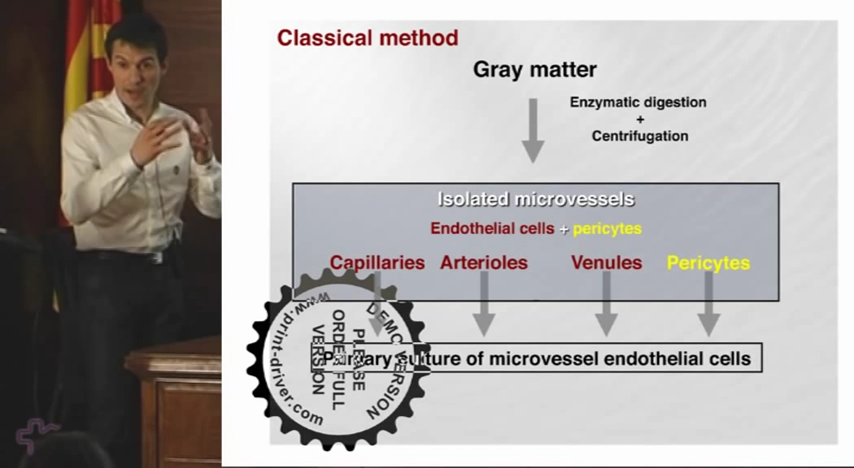 Classical method
Gray matter
Enzymatic digestion
+
Centrifugation
Isolated microvessels
Endothelial cells + pericytes
Capillaries Arterioles Venules Pericytes
Primary culture of microvessel endothelial cells
www.print-driver.com
DEMO VERSION
PLEASE
ORDER FULL
VERSION